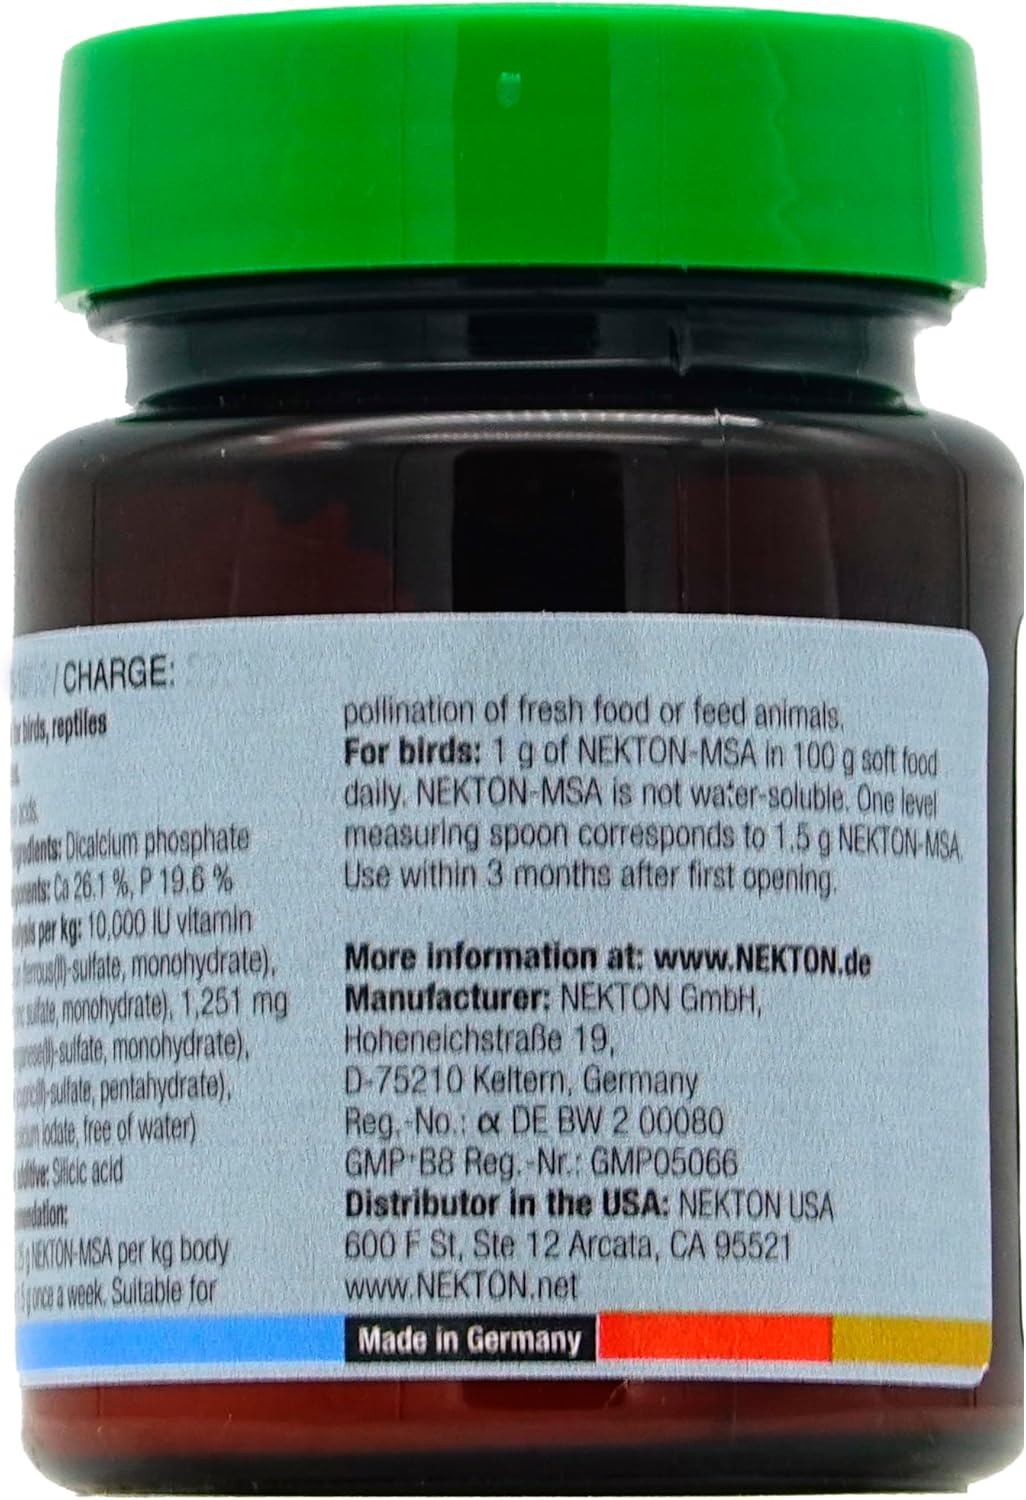 / CHARGE:
birds, reptiles
Dicalcium phosphate
Ca 26.1 %, P 19.6 %
per kg: 10,000 IU vitamin
ferrous(II)-sulfate, monohydrate),
sulfate, monohydrate), 1,251 mg
sulfate, monohydrate),
sulfate, pentahydrate),
iodate, free of water)
Silicic acid
NEKTON-MSA per kg body
once a week. Suitable for
pollination of fresh food or feed animals.
For birds: 1 g of NEKTON-MSA in 100 g soft food
daily. NEKTON-MSA is not water-soluble. One level
measuring spoon corresponds to 1.5 g NEKTON-MSA.
Use within 3 months after first opening.
More information at: www.NEKTON.de
Manufacturer: NEKTON GmbH,
Hoheneichstraße 19,
D-75210 Keltern, Germany
Reg.-No.: α DE BW 2 00080
GMP+B8 Reg.-Nr.: GMP05066
Distributor in the USA: NEKTON USA
600 F St, Ste 12 Arcata, CA 95521
www.NEKTON.net
Made in Germany